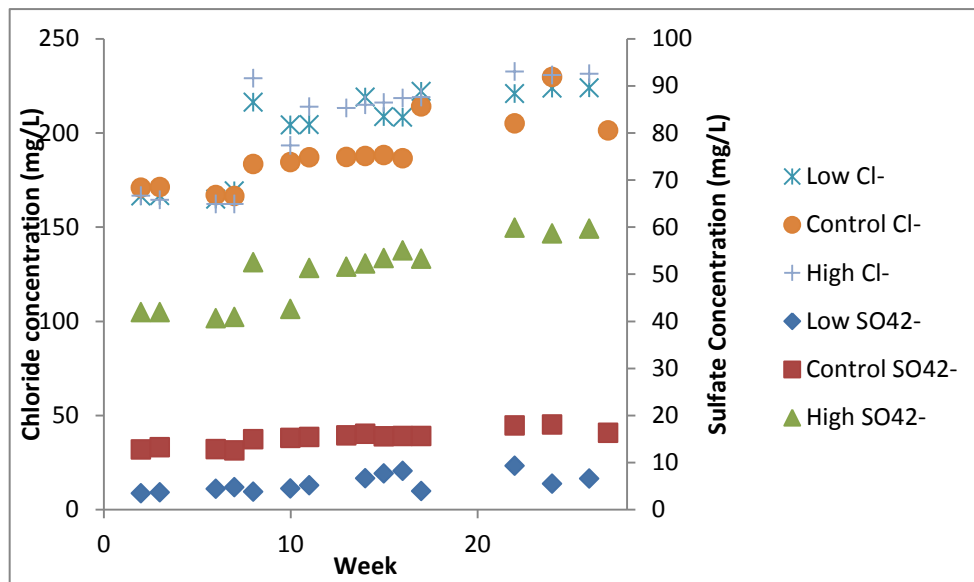 250
200
150
100
50
0
Chloride concentration (mg/L)
100
90
80
70
60
50
40
30
20
10
0
Sulfate Concentration (mg/L)
0
10
20
Week
Low Cl-
Control Cl-
High Cl-
Low SO42-
Control SO42-
High SO42-